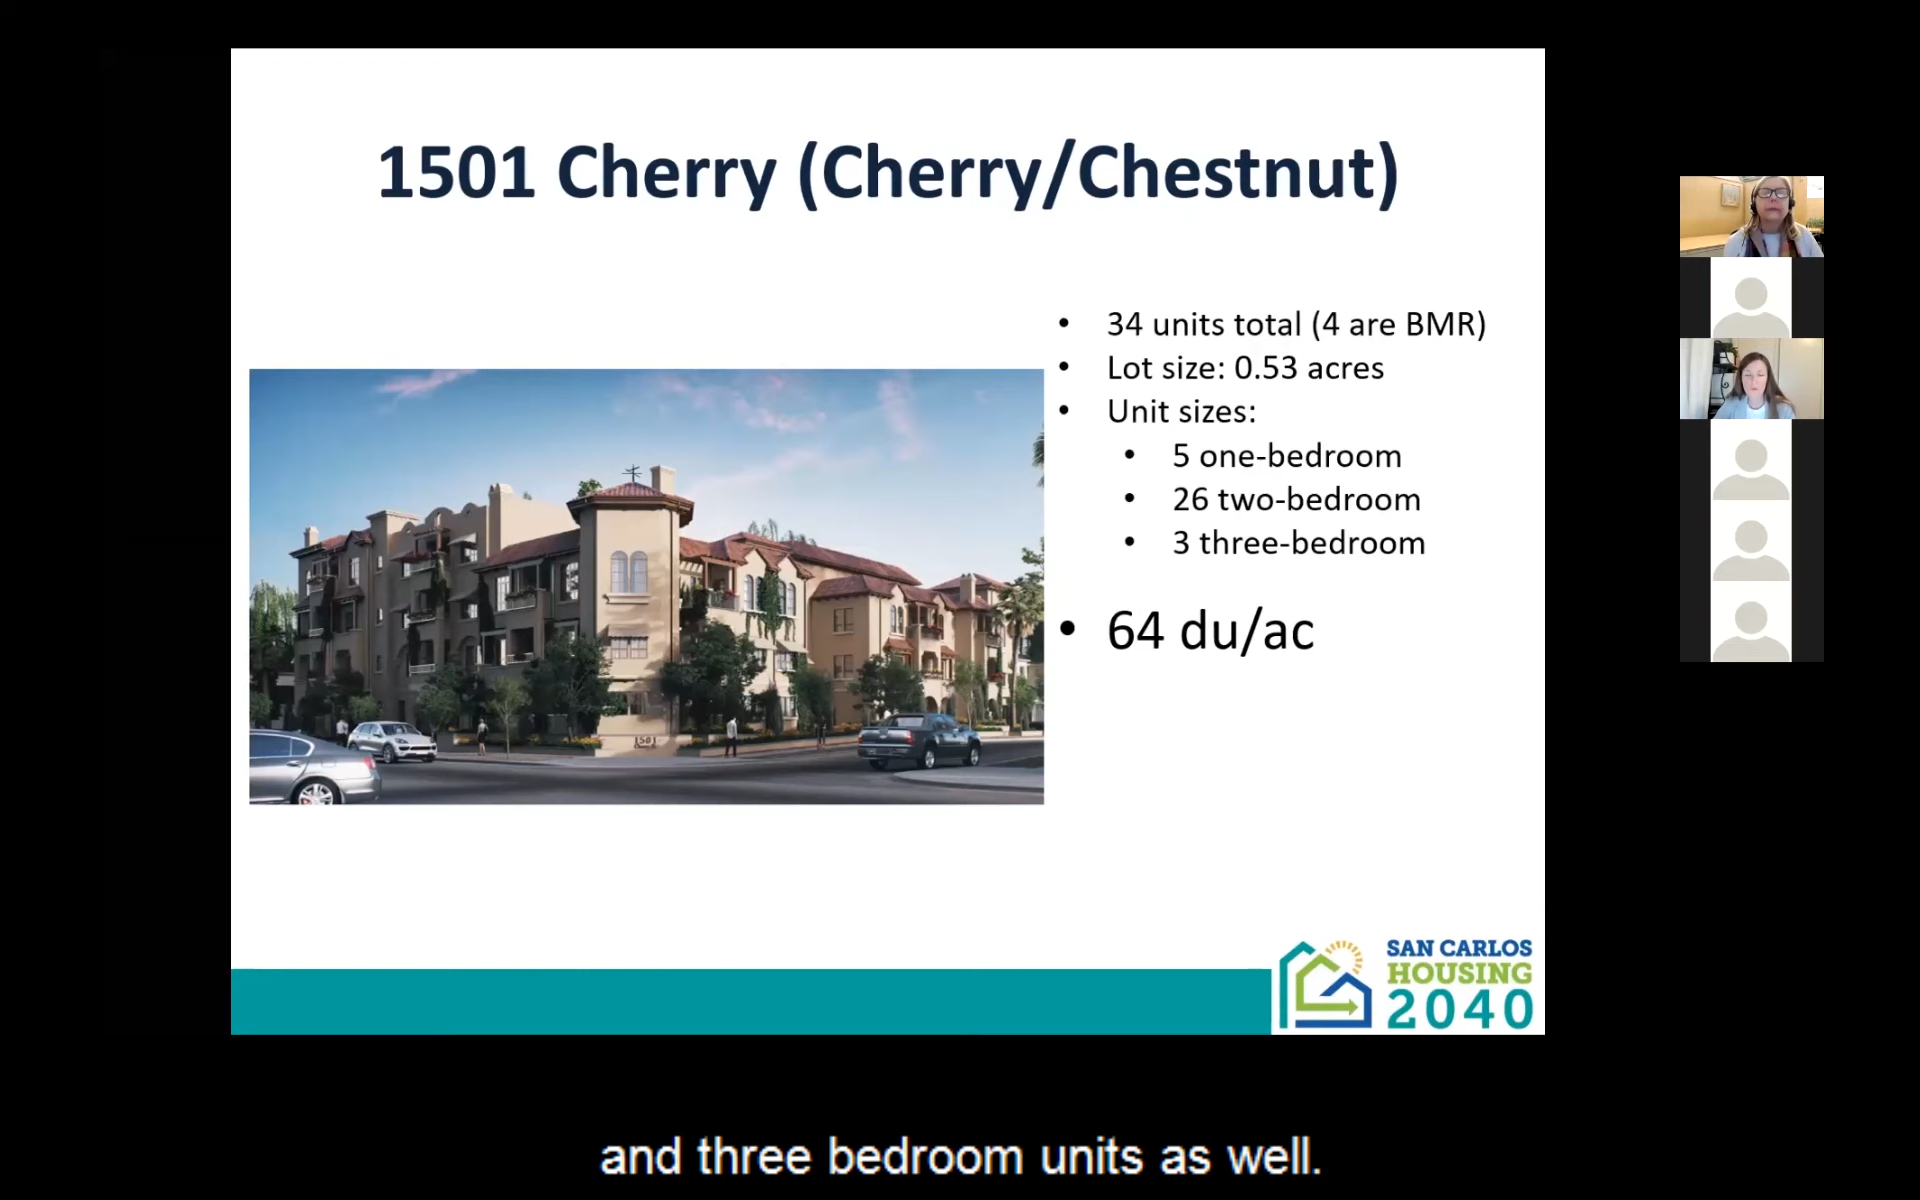 1501 Cherry (Cherry/Chestnut)
• 34 units total (4 are BMR)
• Lot size: 0.53 acres
• Unit sizes:
• 5 one-bedroom
• 26 two-bedroom
• 3 three-bedroom
• 64 du/ac
1501
SAN CARLOS
HOUSING
2040
and three bedroom units as well.